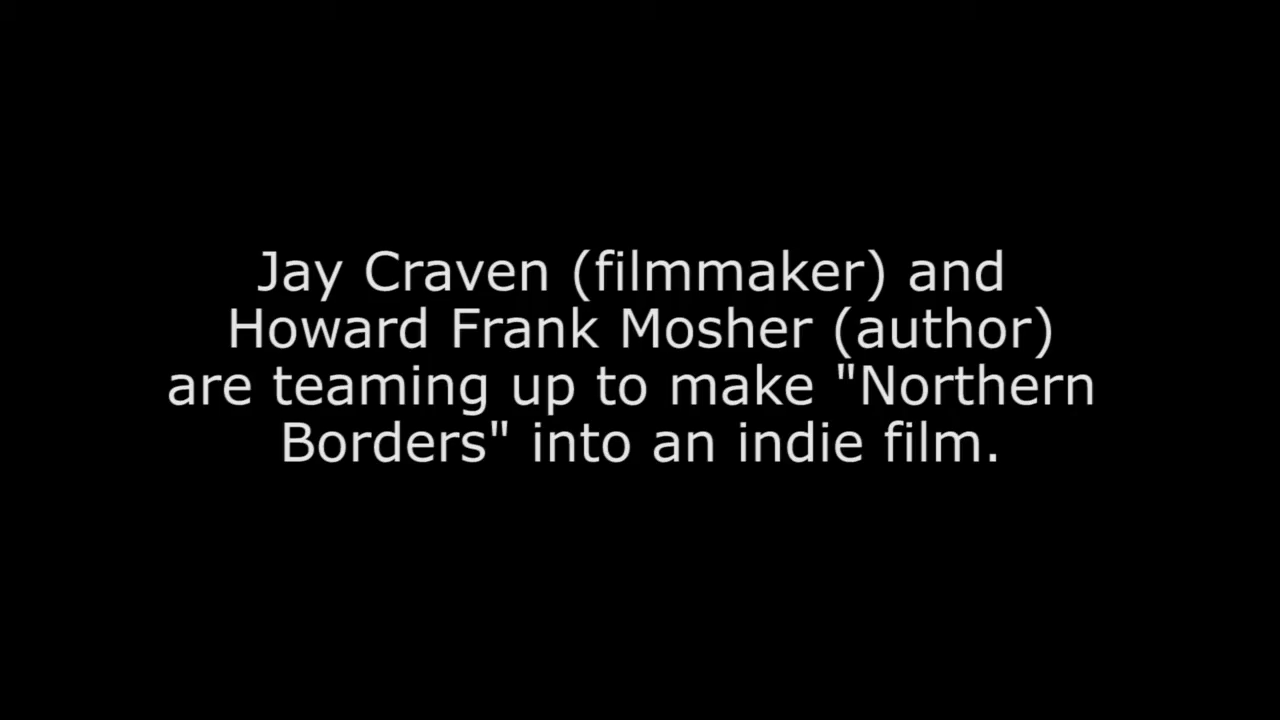 Jay Craven (filmmaker) and
Howard Frank Mosher (author)
are teaming up to make "Northern
Borders" into an indie film.